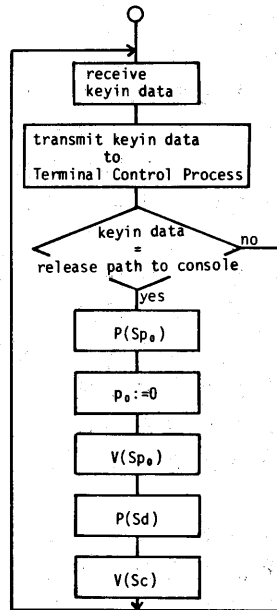 receive
keyin data
transmit keyin data
to
Terminal Control Process
keyin data
=
release path to console
no
yes
P(Sp₀)
p₀:=0
V(Sp₀)
P(Sd)
V(Sc)